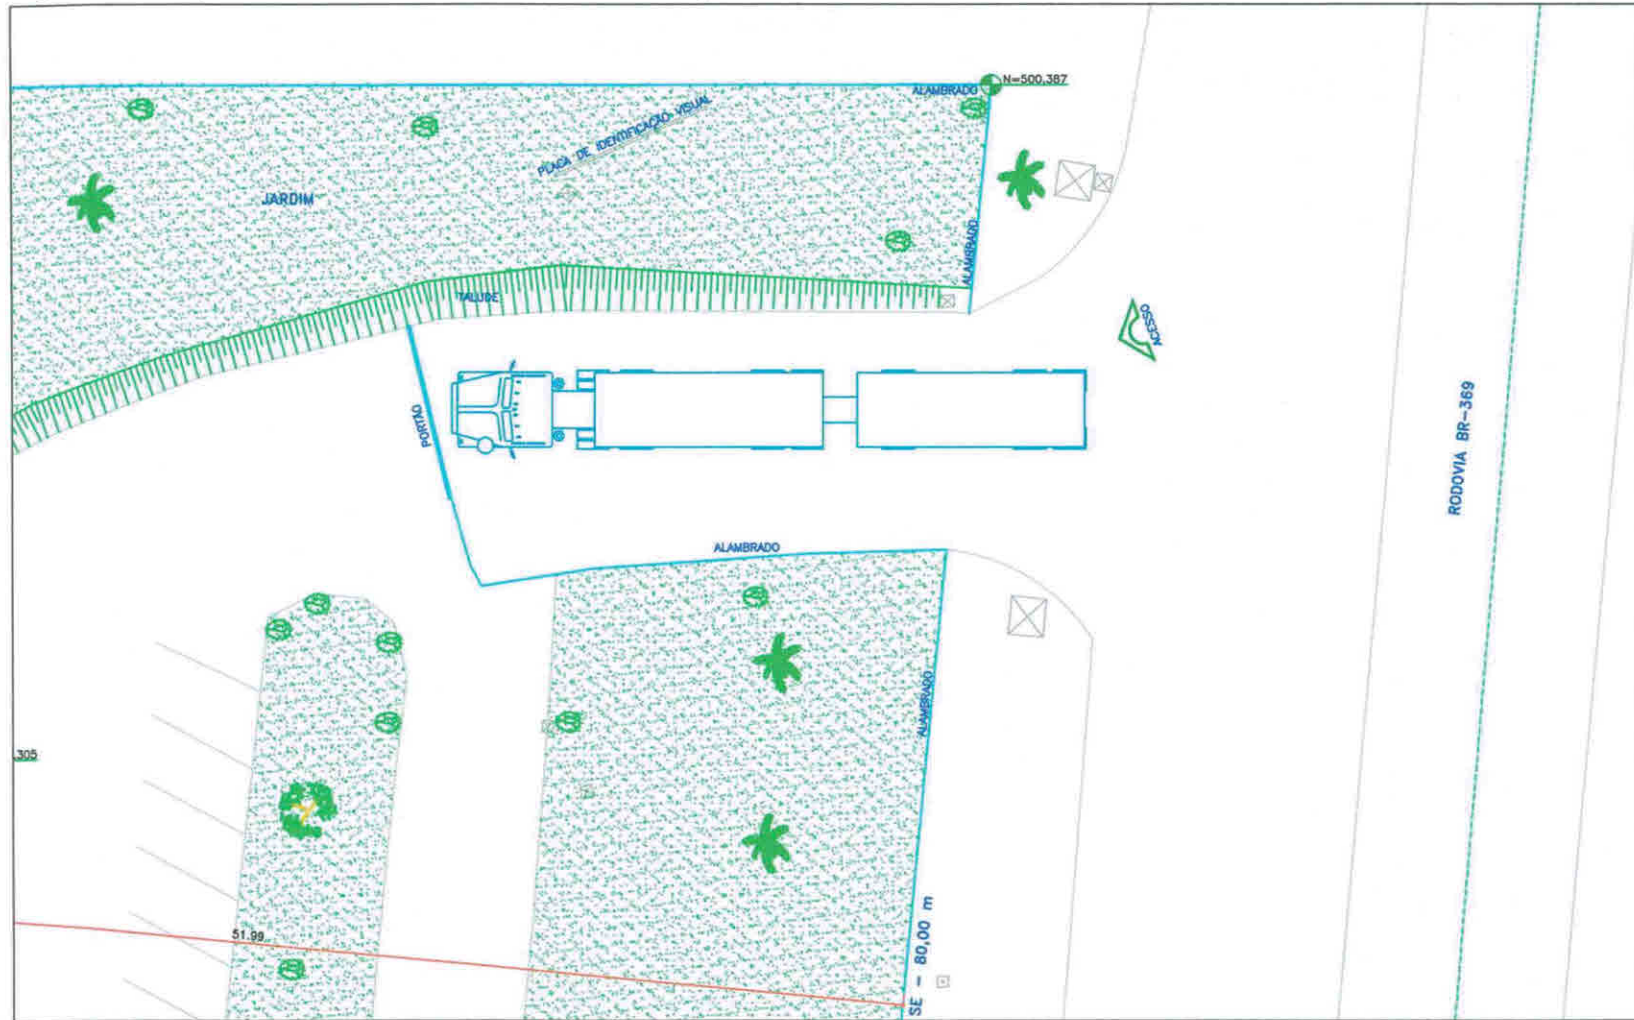 N=500,387
ALAMBRADO
PLACA DE IDENTIFICAÇÃO VISUAL
JARDIM
ALAMBRADO
TALUDE
ACESSO
PORTÃO
RODOVIA BR-369
ALAMBRADO
ALAMBRADO
,305
51.99
SE - 80,00 m